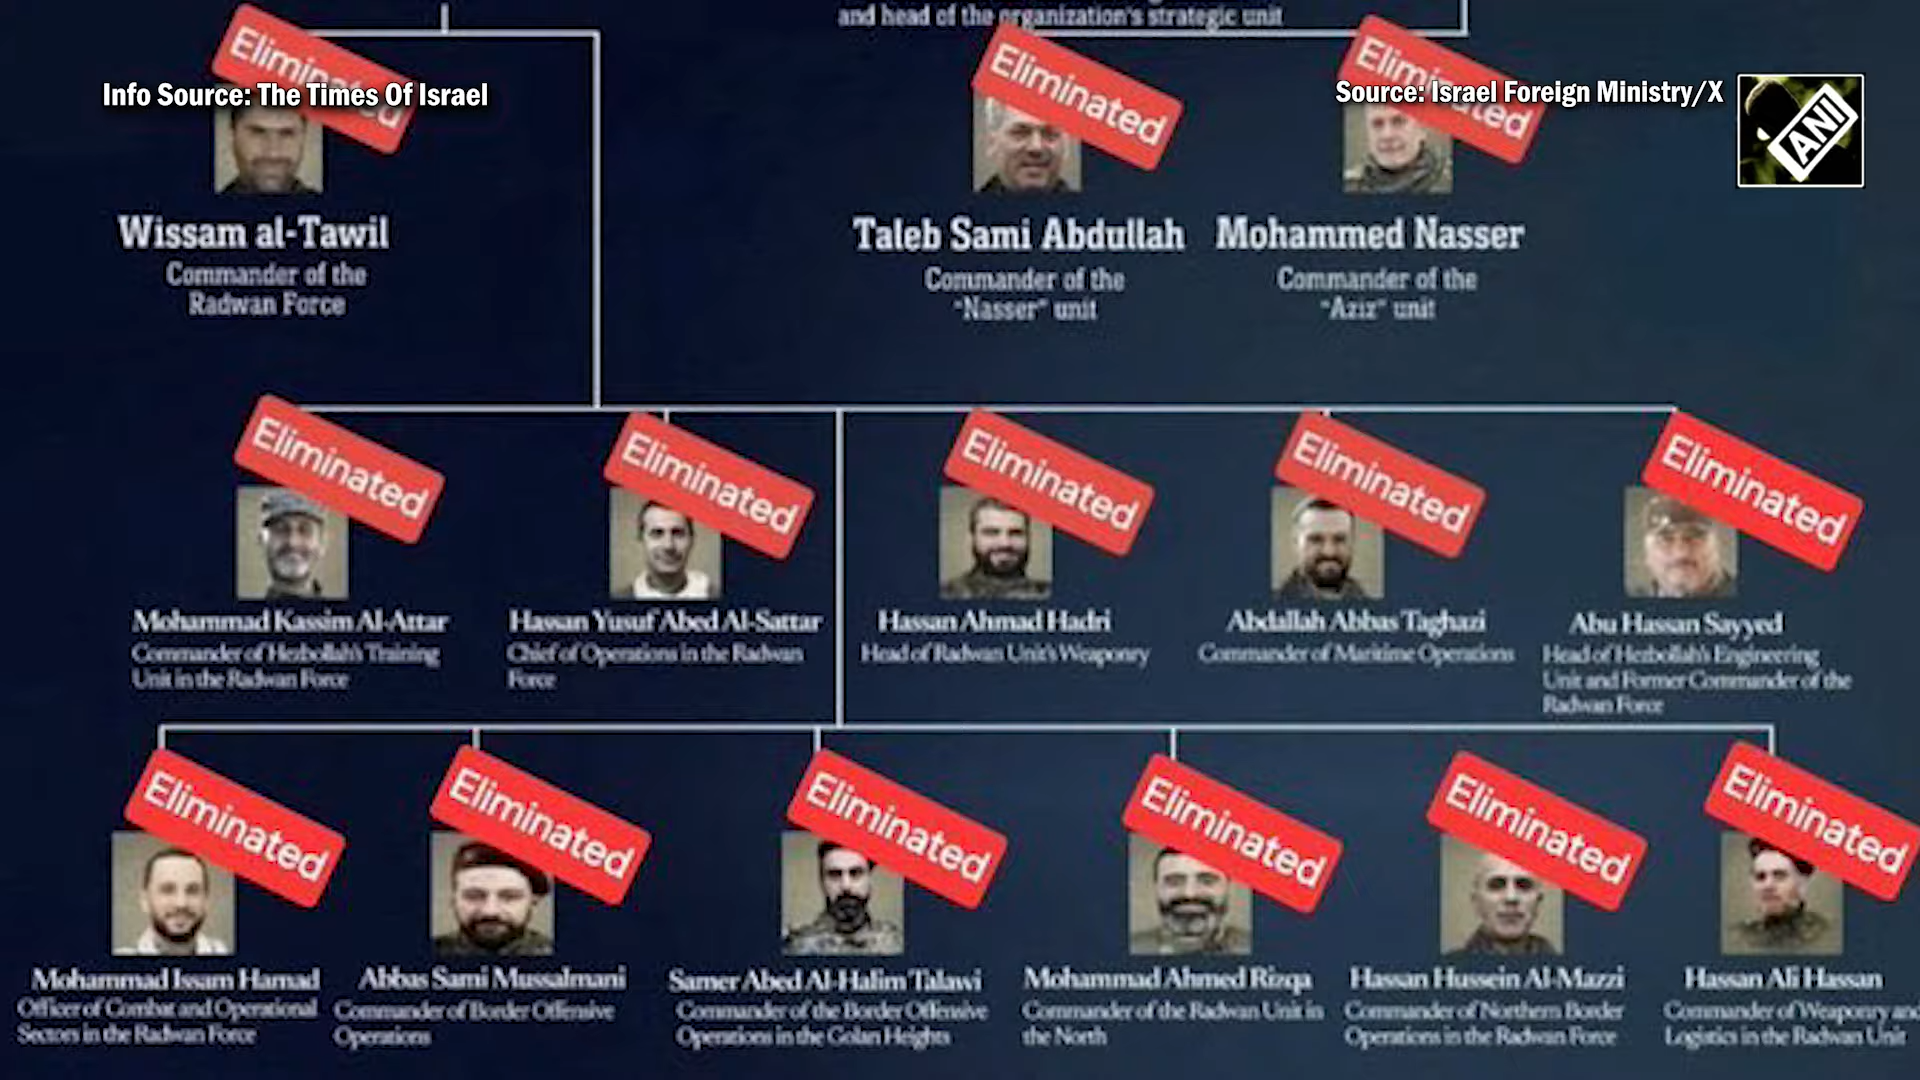 and head of the organization's strategic unit
Eliminated
Eliminated
Eliminated
Info Source: The Times Of Israel
Source: Israel Foreign Ministry/X
ANI
Wissam al-Tawil
Commander of the
Radwan Force
Taleb Sami Abdullah
Commander of the
"Nasser" unit
Mohammed Nasser
Commander of the
"Aziz" unit
Eliminated
Eliminated
Eliminated
Eliminated
Eliminated
Mohammad Kassim Al-Attar
Commander of Hezbollah's Training
Unit in the Radwan Force
Hassan Yusuf Abed Al-Sattar
Chief of Operations in the Radwan
Force
Hassan Ahmad Hadri
Head of Radwan Unit's Weaponry
Abdallah Abbas Taghazi
Commander of Maritime Operations
Abu Hassan Sayyed
Head of Hezbollah's Engineering
Unit and Former Commander of the
Radwan Force
Eliminated
Eliminated
Eliminated
Eliminated
Eliminated
Eliminated
Mohammad Issam Hamad
Officer of Combat and Operational
Sectors in the Radwan Force
Abbas Sami Mussalmani
Commander of Border Offensive
Operations
Samer Abed Al-Halim Talawi
Commander of the Border Offensive
Operations in the Golan Heights
Mohammad Ahmed Rizqa
Commander of the Radwan Unit in
the North
Hassan Hussein Al-Mazzi
Commander of Northern Border
Operations in the Radwan Force
Hassan Ali Hassan
Commander of Weaponry and
Logistics in the Radwan Unit